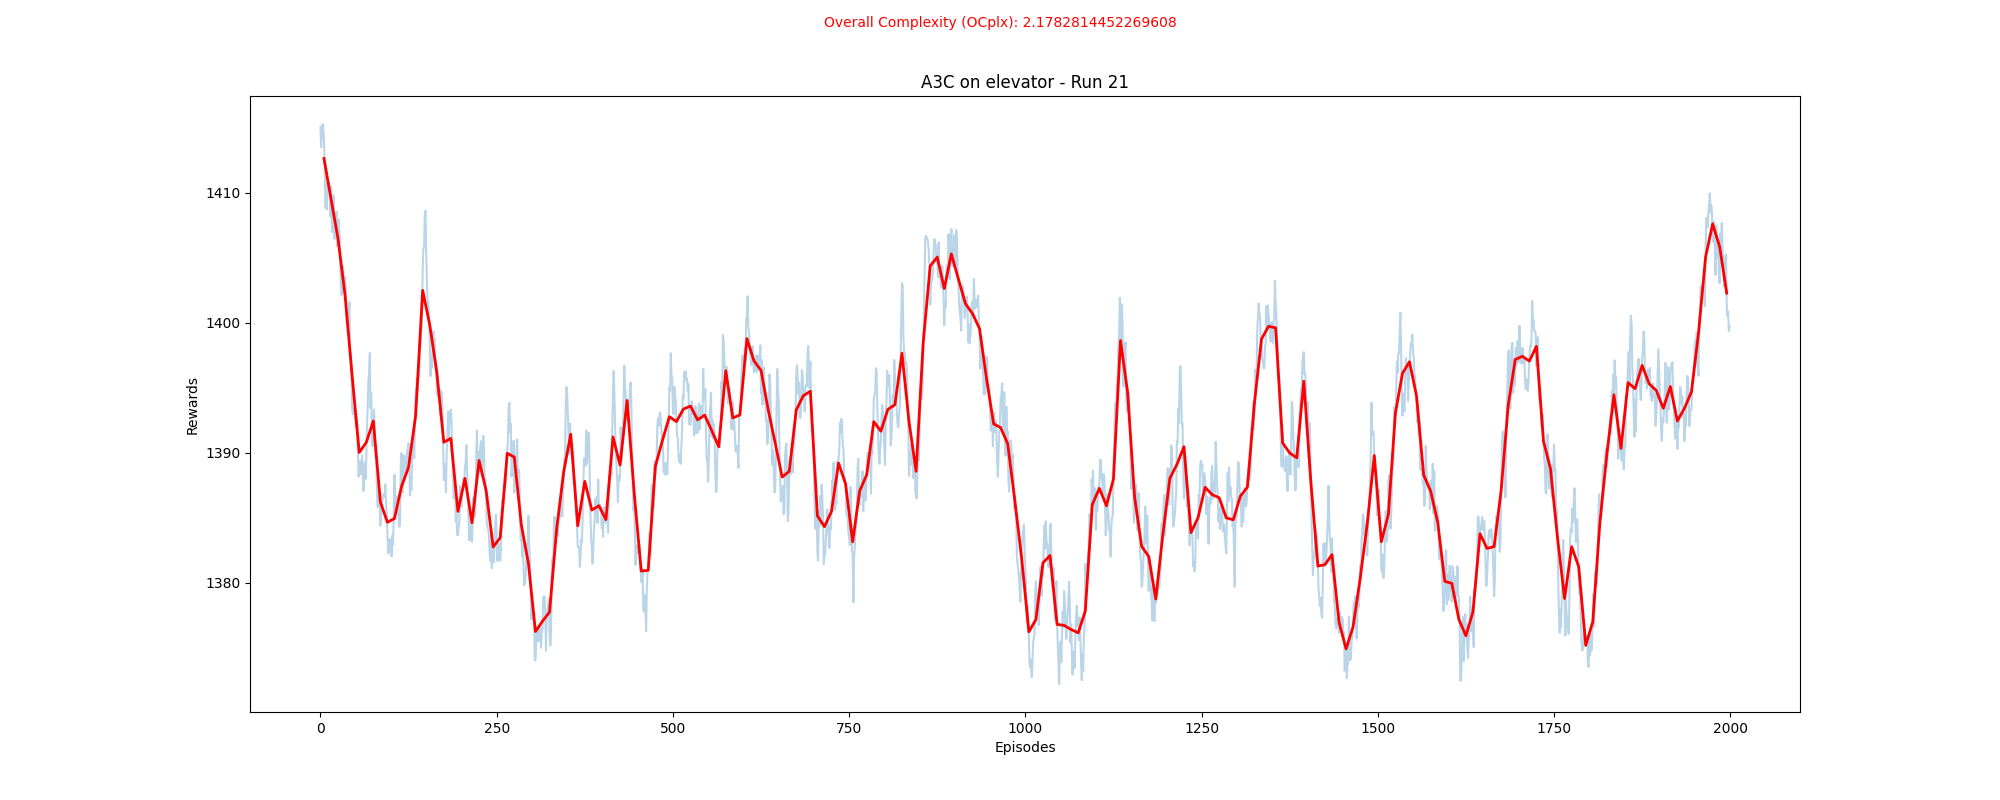 Overall Complexity (OCplx): 2.1782814452269608
A3C on elevator - Run 21
Rewards
1410
1400
1390
1380
0 250 500 750 1000 1250 1500 1750 2000
Episodes